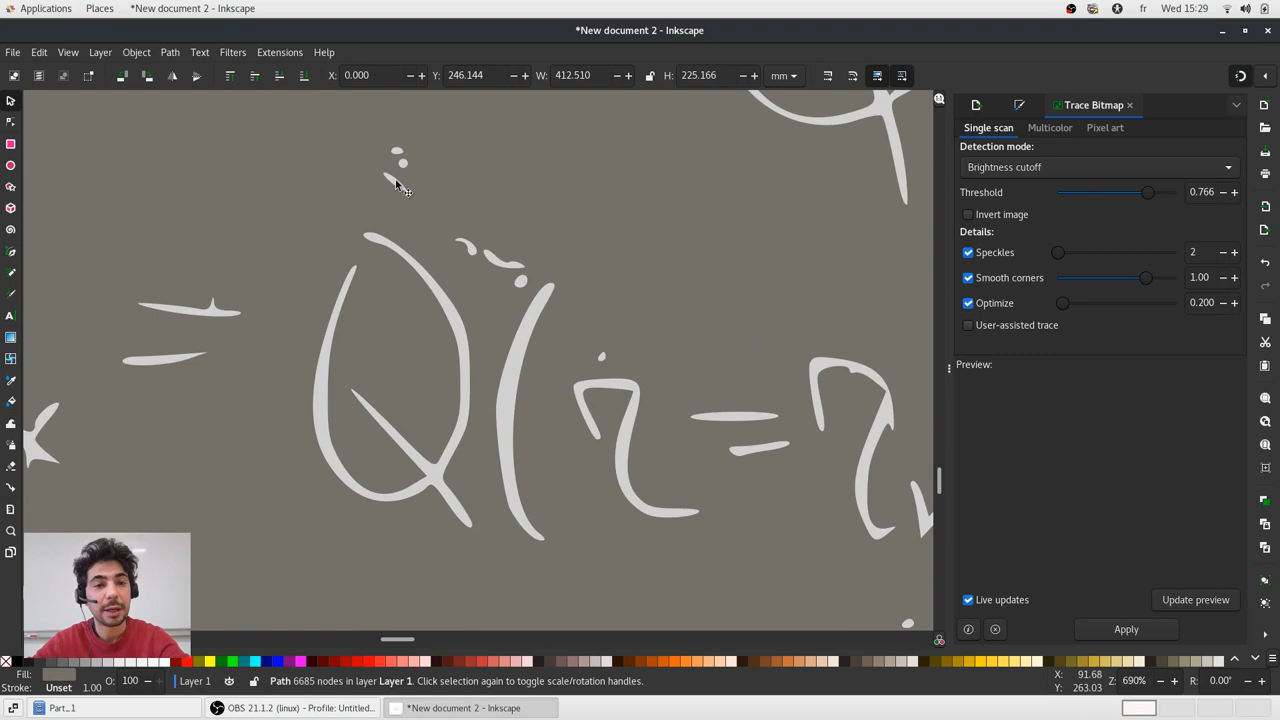 Applications Places *New document 2 - Inkscape fr Wed 15:29
*New document 2 - Inkscape
File Edit View Layer Object Path Text Filters Extensions Help
X: 0.000 Y: 246.144 W: 412.510 H: 225.166 mm
Trace Bitmap
Single scan Multicolor Pixel art
Detection mode:
Brightness cutoff
Threshold 0.766
Invert image
Details:
Speckles 2
Smooth corners 1.00
Optimize 0.200
User-assisted trace
Preview:
= Q(
Live updates Update preview
Apply
Fill: Unset 1.00 O: 100 Layer 1 Path 6685 nodes in layer Layer 1. Click selection again to toggle scale/rotation handles. X: 91.68 Z: 690% R: 0.00°
Stroke: Y: 263.03
Part_1 OBS 21.1.2 (linux) - Profile: Untitled... *New document 2 - Inkscape